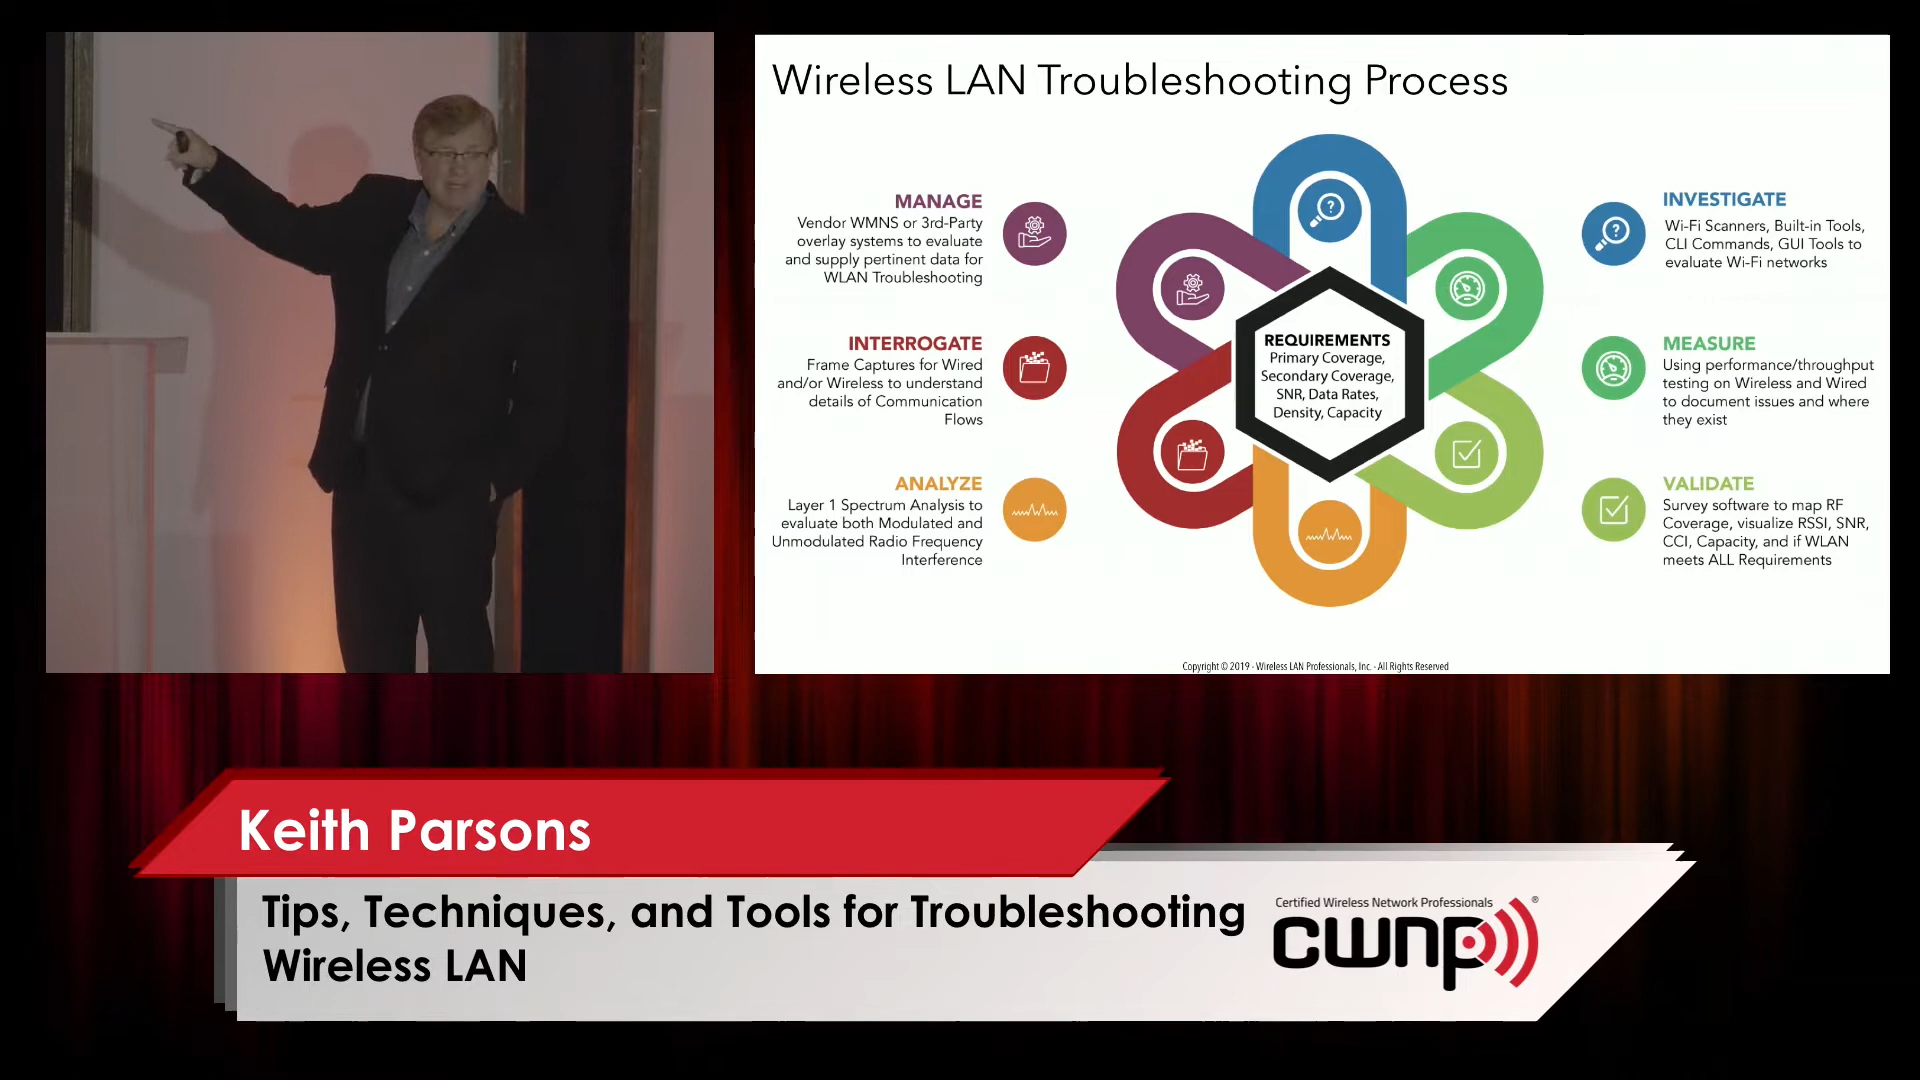 Wireless LAN Troubleshooting Process
MANAGE
Vendor WMNS or 3rd-Party
overlay systems to evaluate
and supply pertinent data for
WLAN Troubleshooting
INTERROGATE
Frame Captures for Wired
and/or Wireless to understand
details of Communication
Flows
ANALYZE
Layer 1 Spectrum Analysis to
evaluate both Modulated and
Unmodulated Radio Frequency
Interference
REQUIREMENTS
Primary Coverage,
Secondary Coverage,
SNR, Data Rates,
Density, Capacity
INVESTIGATE
Wi-Fi Scanners, Built-in Tools,
CLI Commands, GUI Tools to
evaluate Wi-Fi networks
MEASURE
Using performance/throughput
testing on Wireless and Wired
to document issues and where
they exist
VALIDATE
Survey software to map RF
Coverage, visualize RSSI, SNR,
CCI, Capacity, and if WLAN
meets ALL Requirements
Copyright © 2019 - Wireless LAN Professionals, Inc. - All Rights Reserved
Keith Parsons
Tips, Techniques, and Tools for Troubleshooting
Wireless LAN
Certified Wireless Network Professionals ®
cwnp